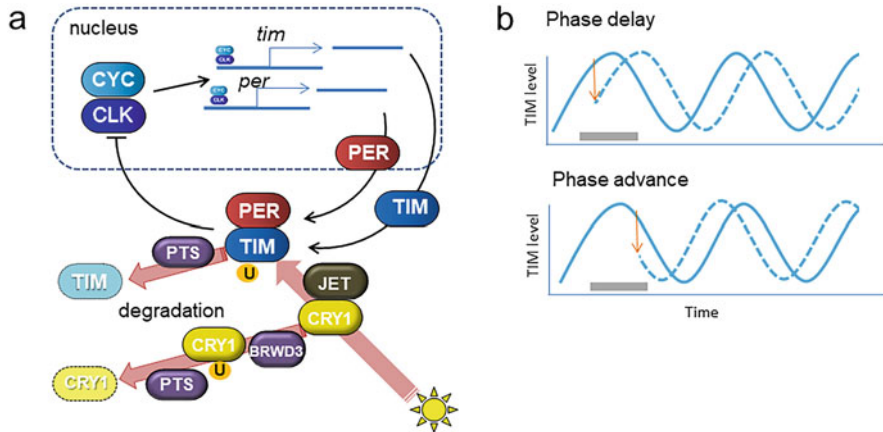 a
nucleus
tim
CYC
CLK
per
CYC
CLK
CYC
CLK
PER
PER
TIM
TIM
U
PTS
TIM
JET
CRY1
degradation
CRY1
BRWD3
U
PTS
CRY1
b
Phase delay
TIM level
Phase advance
TIM level
Time